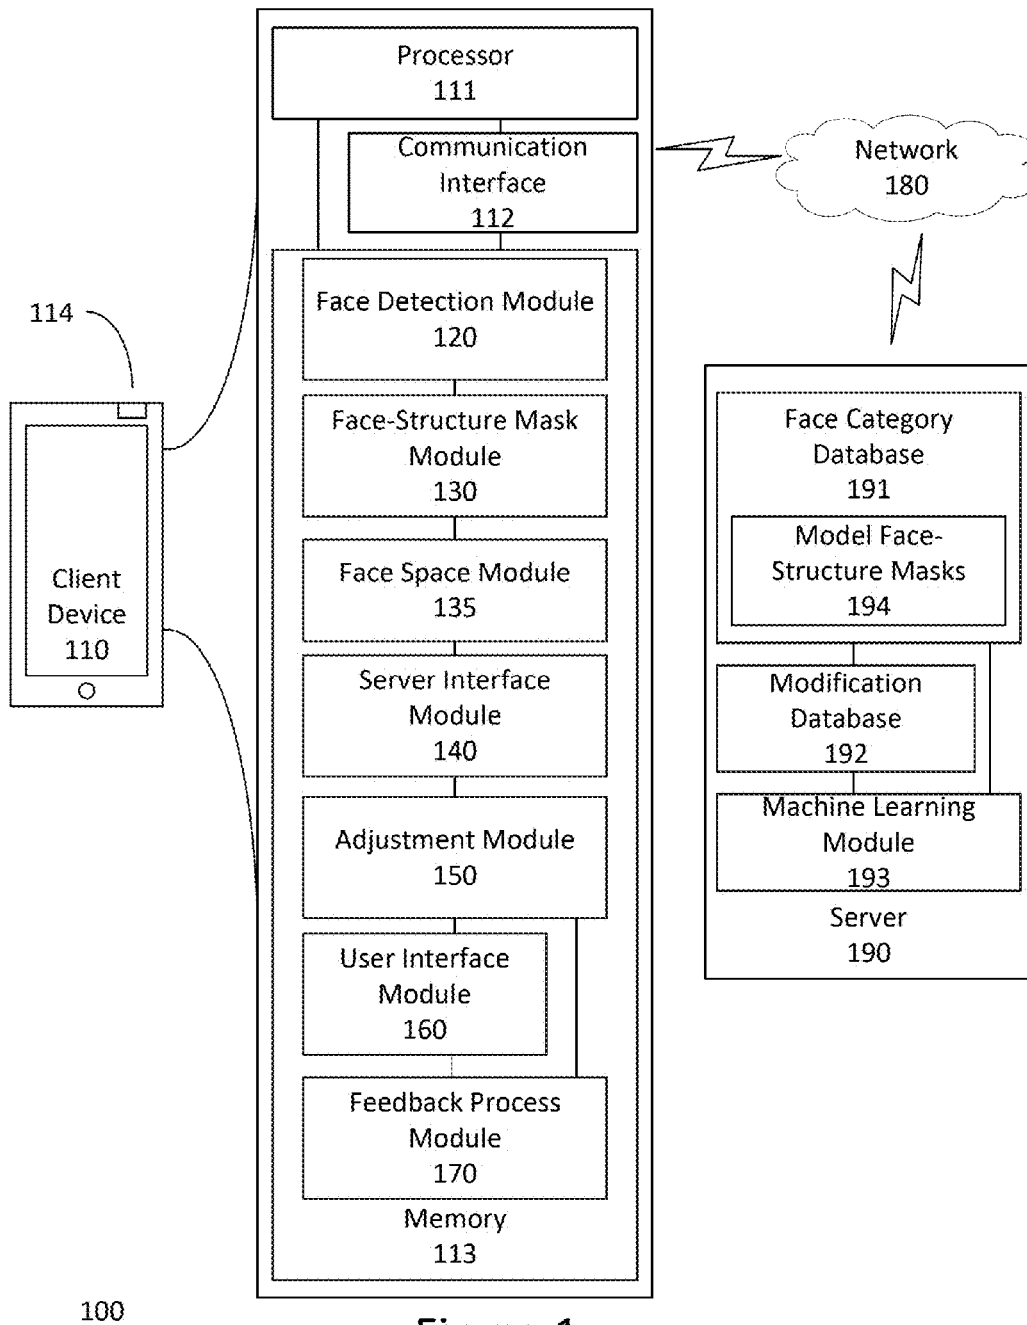 Processor
111
Communication
Interface
112
Network
180
Face Detection Module
120
114
Face-Structure Mask
Module
130
Face Category
Database
191
Model Face-
Structure Masks
194
Face Space Module
135
Client
Device
110
Server Interface
Module
140
Modification
Database
192
Adjustment Module
150
Machine Learning
Module
193
Server
190
User Interface
Module
160
Feedback Process
Module
170
Memory
113
100
Figure 1